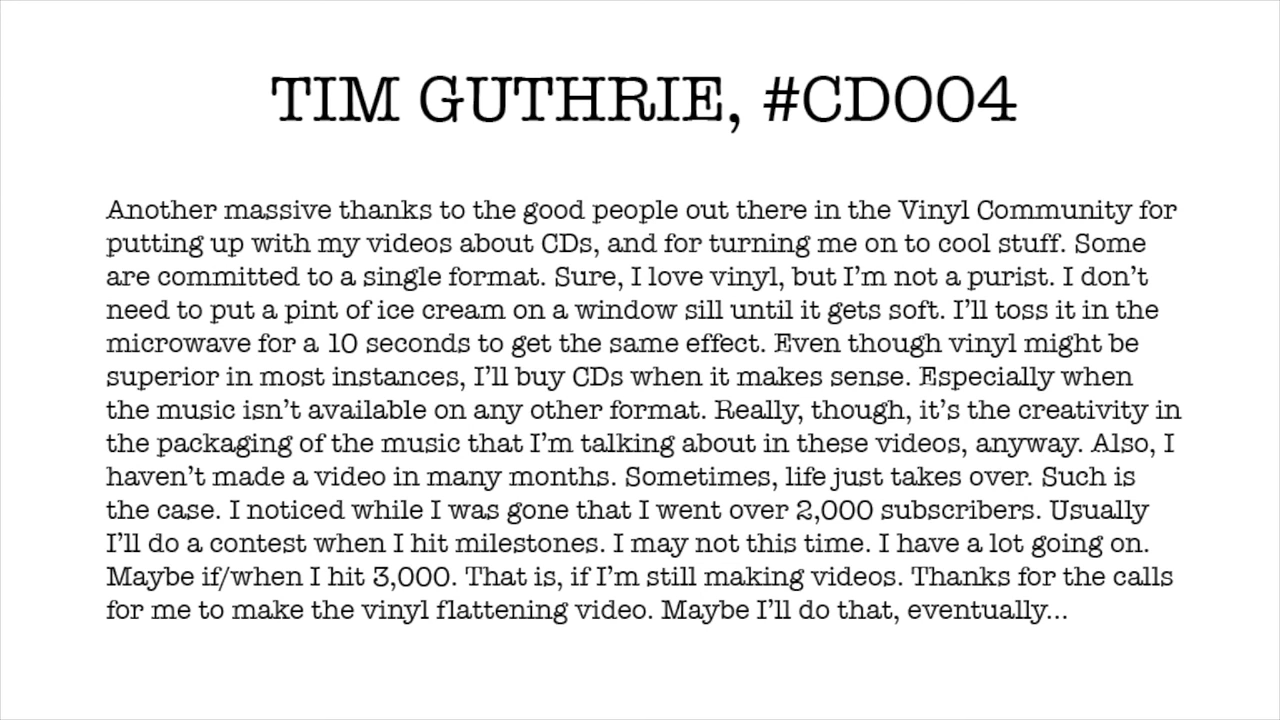 TIM GUTHRIE, #CD004
Another massive thanks to the good people out there in the Vinyl Community for
putting up with my videos about CDs, and for turning me on to cool stuff. Some
are committed to a single format. Sure, I love vinyl, but I’m not a purist. I don’t
need to put a pint of ice cream on a window sill until it gets soft. I’ll toss it in the
microwave for a 10 seconds to get the same effect. Even though vinyl might be
superior in most instances, I’ll buy CDs when it makes sense. Especially when
the music isn’t available on any other format. Really, though, it’s the creativity in
the packaging of the music that I’m talking about in these videos, anyway. Also, I
haven’t made a video in many months. Sometimes, life just takes over. Such is
the case. I noticed while I was gone that I went over 2,000 subscribers. Usually
I’ll do a contest when I hit milestones. I may not this time. I have a lot going on.
Maybe if/when I hit 3,000. That is, if I’m still making videos. Thanks for the calls
for me to make the vinyl flattening video. Maybe I’ll do that, eventually...